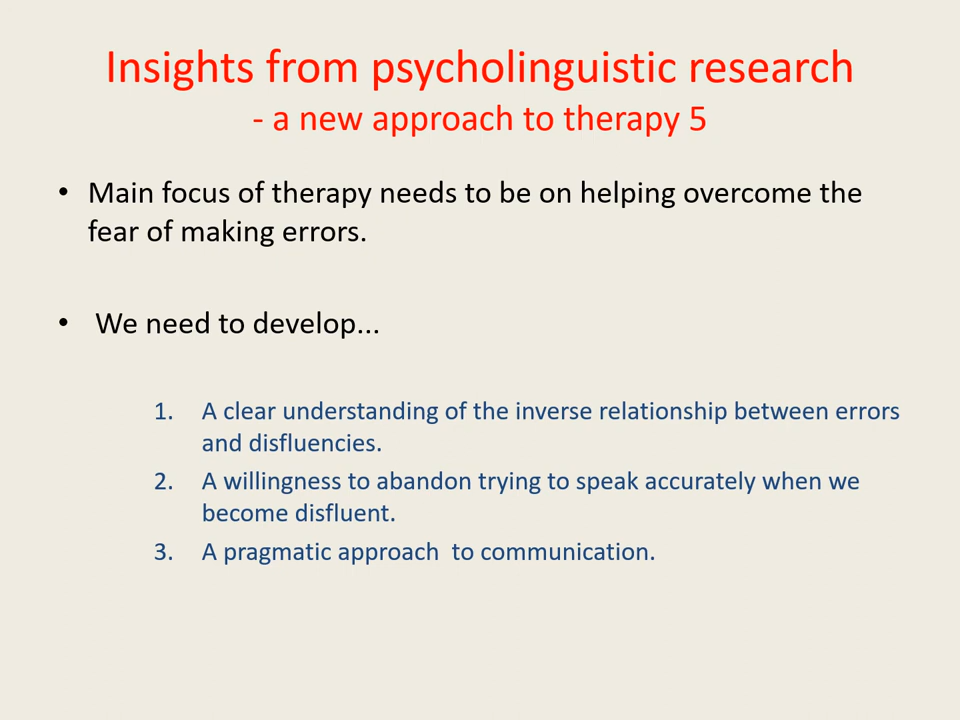 Insights from psycholinguistic research
- a new approach to therapy 5
• Main focus of therapy needs to be on helping overcome the
fear of making errors.
• We need to develop...
1. A clear understanding of the inverse relationship between errors
and disfluencies.
2. A willingness to abandon trying to speak accurately when we
become disfluent.
3. A pragmatic approach  to communication.